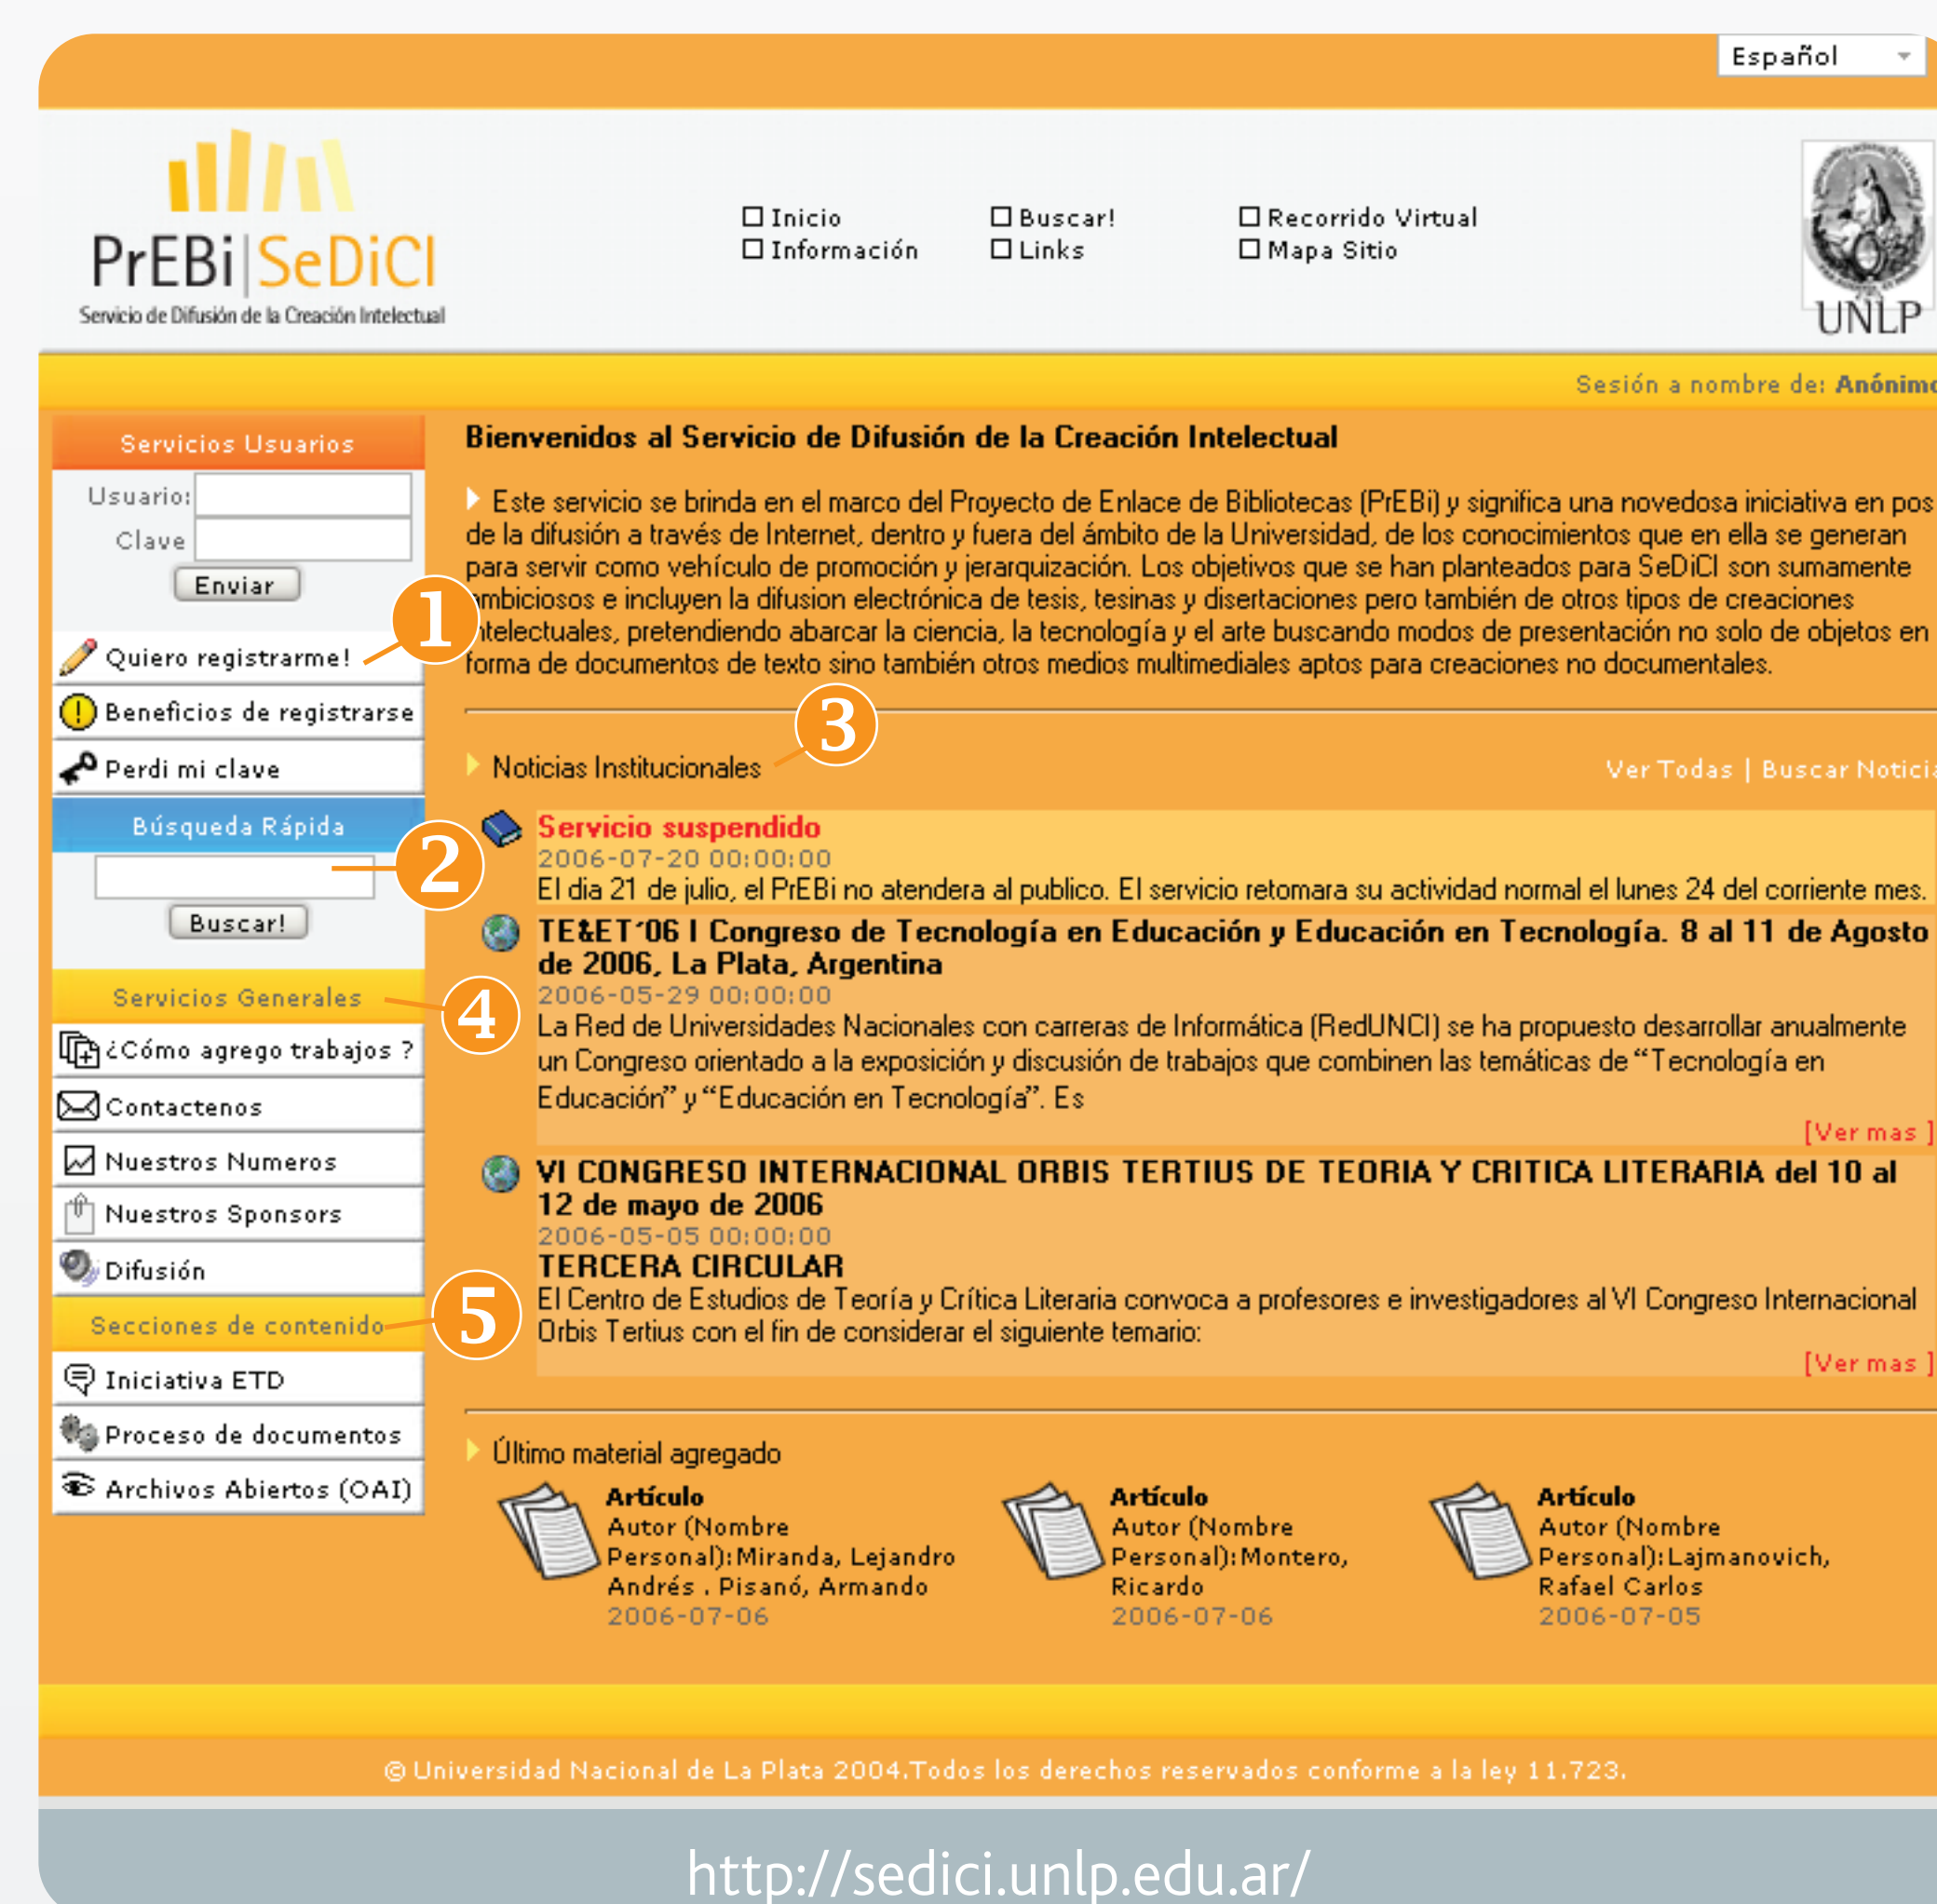 Español
PrEBi|SeDiCI
Servicio de Difusión de la Creación Intelectual
Inicio
Información
Buscar!
Links
Recorrido Virtual
Mapa Sitio
UNLP
Sesión a nombre de: Anónimo
Servicios Usuarios
Usuario:
Clave
Enviar
Quiero registrarme!
1
Beneficios de registrarse
Perdi mi clave
Búsqueda Rápida
2
Buscar!
Servicios Generales
4
¿Cómo agrego trabajos ?
Contactenos
Nuestros Numeros
Nuestros Sponsors
Difusión
Secciones de contenido
5
Iniciativa ETD
Proceso de documentos
Archivos Abiertos (OAI)
Bienvenidos al Servicio de Difusión de la Creación Intelectual
Este servicio se brinda en el marco del Proyecto de Enlace de Bibliotecas (PrEBi) y significa una novedosa iniciativa en pos
de la difusión a través de Internet, dentro y fuera del ámbito de la Universidad, de los conocimientos que en ella se generan
para servir como vehículo de promoción y jerarquización. Los objetivos que se han planteados para SeDiCI son sumamente
ambiciosos e incluyen la difusion electrónica de tesis, tesinas y disertaciones pero también de otros tipos de creaciones
intelectuales, pretendiendo abarcar la ciencia, la tecnología y el arte buscando modos de presentación no solo de objetos en
forma de documentos de texto sino también otros medios multimediales aptos para creaciones no documentales.
3
Noticias Institucionales
Ver Todas | Buscar Noticia
Servicio suspendido
2006-07-20 00:00:00
El dia 21 de julio, el PrEBi no atendera al publico. El servicio retomara su actividad normal el lunes 24 del corriente mes.
TE&ET´06 I Congreso de Tecnología en Educación y Educación en Tecnología. 8 al 11 de Agosto
de 2006, La Plata, Argentina
2006-05-29 00:00:00
La Red de Universidades Nacionales con carreras de Informática (RedUNCI) se ha propuesto desarrollar anualmente
un Congreso orientado a la exposición y discusión de trabajos que combinen las temáticas de “Tecnología en
Educación” y “Educación en Tecnología”. Es
[Ver mas ]
VI CONGRESO INTERNACIONAL ORBIS TERTIUS DE TEORIA Y CRITICA LITERARIA del 10 al
12 de mayo de 2006
2006-05-05 00:00:00
TERCERA CIRCULAR
El Centro de Estudios de Teoría y Crítica Literaria convoca a profesores e investigadores al VI Congreso Internacional
Orbis Tertius con el fin de considerar el siguiente temario:
[Ver mas ]
Último material agregado
Artículo
Autor (Nombre
Personal):Miranda, Lejandro
Andrés . Pisanó, Armando
2006-07-06
Artículo
Autor (Nombre
Personal):Montero,
Ricardo
2006-07-06
Artículo
Autor (Nombre
Personal):Lajmanovich,
Rafael Carlos
2006-07-05
© Universidad Nacional de La Plata 2004.Todos los derechos reservados conforme a la ley 11.723.
http://sedici.unlp.edu.ar/